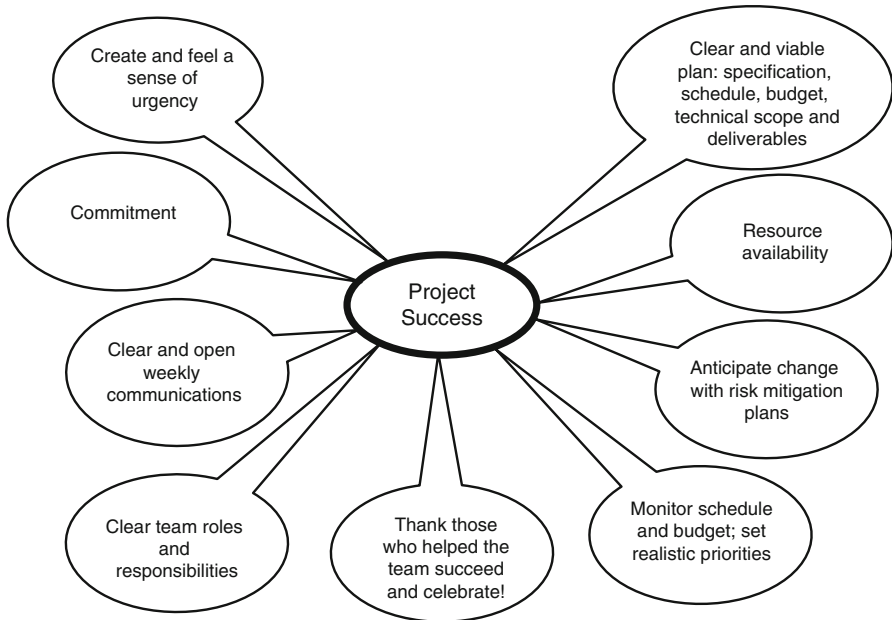 Create and feel a
sense of
urgency
Clear and viable
plan: specification,
schedule, budget,
technical scope and
deliverables
Commitment
Resource
availability
Project
Success
Clear and open
weekly
communications
Anticipate change
with risk mitigation
plans
Clear team roles
and
responsibilities
Thank those
who helped the
team succeed
and celebrate!
Monitor schedule
and budget; set
realistic priorities